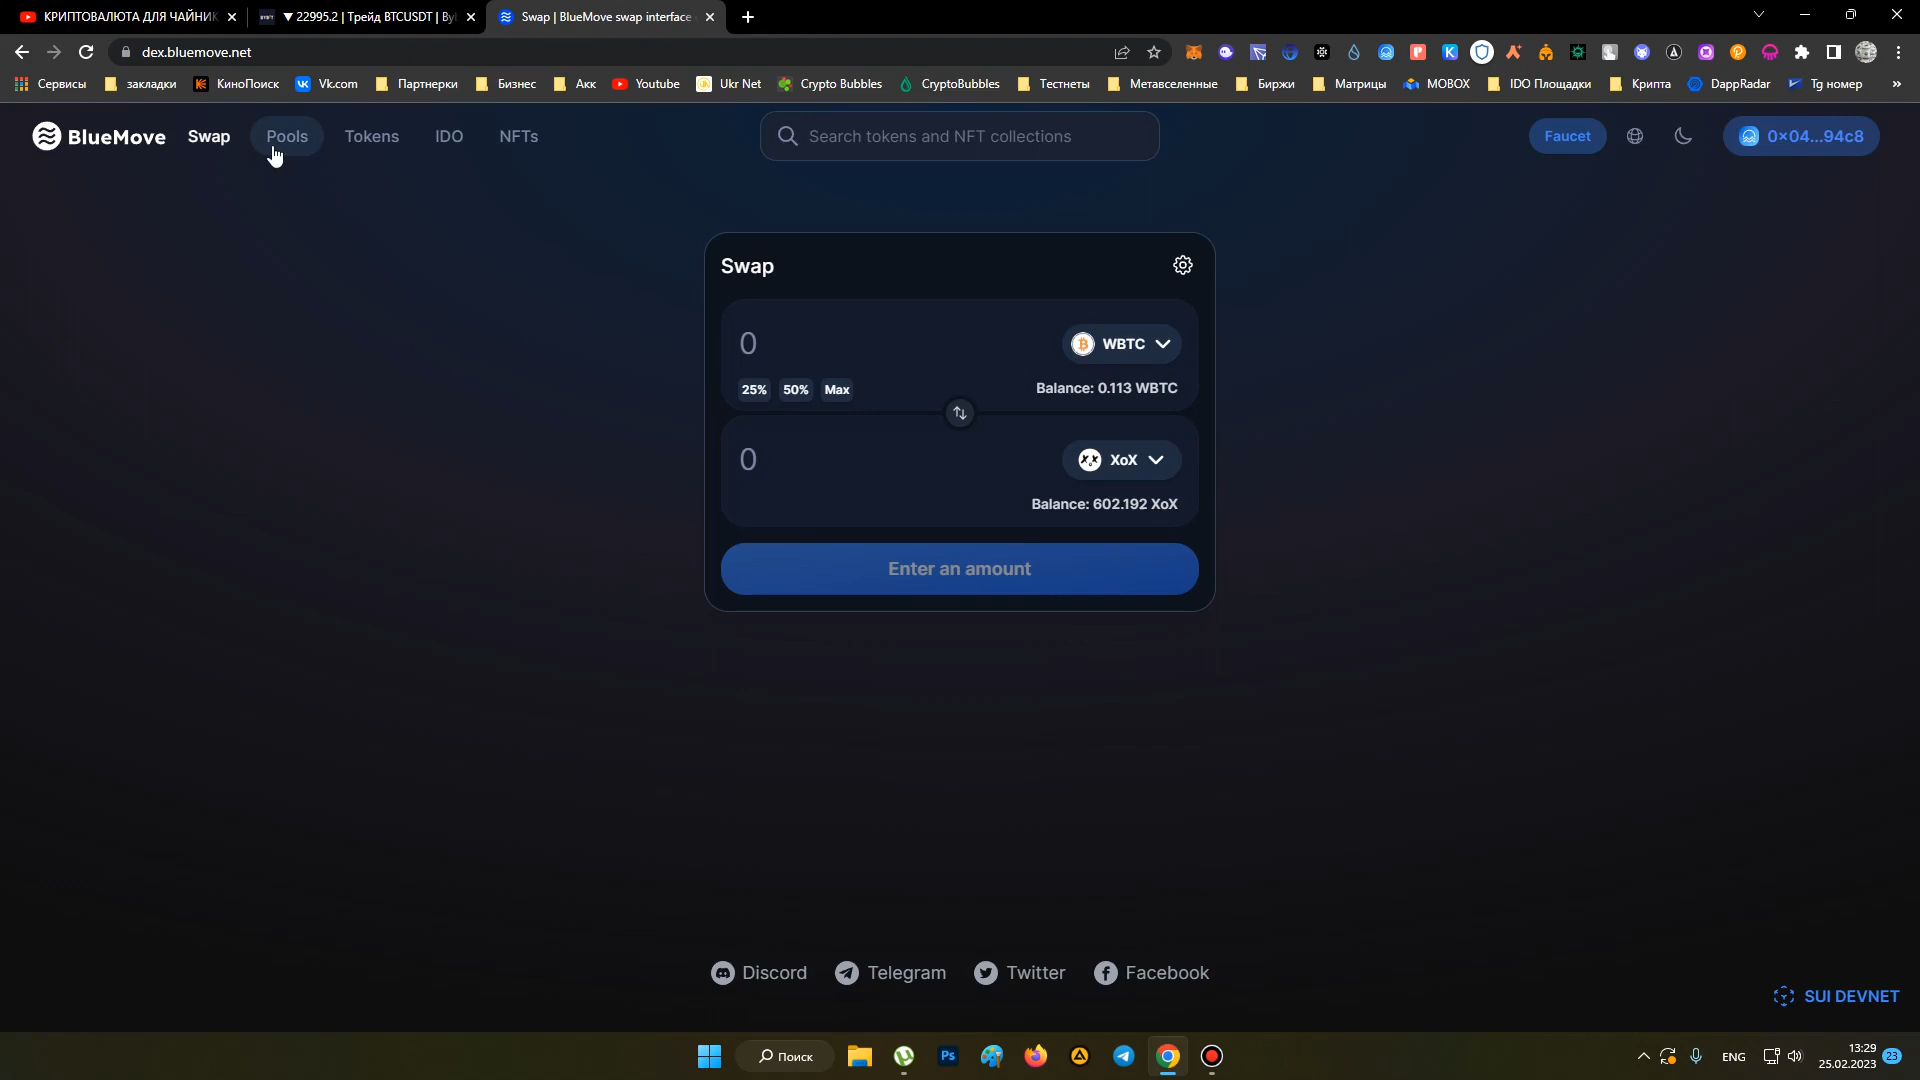 КРИПТОВАЛЮТА ДЛЯ ЧАЙНИК
▼ 22995.2 | Трейд BTCUSDT | Byb
Swap | BlueMove swap interface
dex.bluemove.net
Сервисы
закладки
КиноПоиск
Vk.com
Партнерки
Бизнес
Акк
Youtube
Ukr Net
Crypto Bubbles
CryptoBubbles
Тестнеты
Метавселенные
Биржи
Матрицы
MOBOX
IDO Площадки
Крипта
DappRadar
Tg номер
»
BlueMove
Swap
Pools
Tokens
IDO
NFTs
Search tokens and NFT collections
Faucet
0x04...94c8
Swap
0
WBTC
25%
50%
Max
Balance: 0.113 WBTC
0
XoX
Balance: 602.192 XoX
Enter an amount
Discord
Telegram
Twitter
Facebook
SUI DEVNET
Ps
Поиск
ENG
13:29
25.02.2023
23